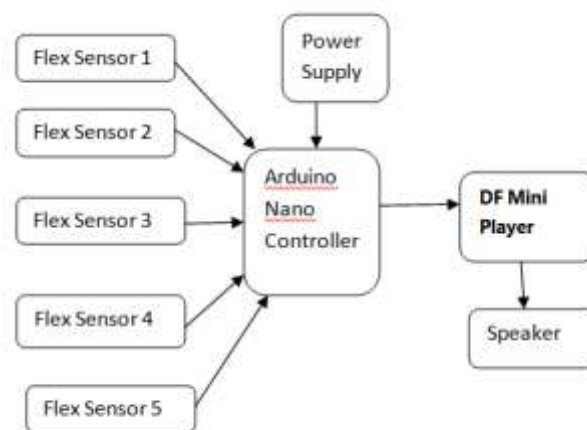 Flex Sensor 1
Power
Supply
Flex Sensor 2
Arduino
Nano
Controller
DF Mini
Player
Flex Sensor 3
Flex Sensor 4
Speaker
Flex Sensor 5